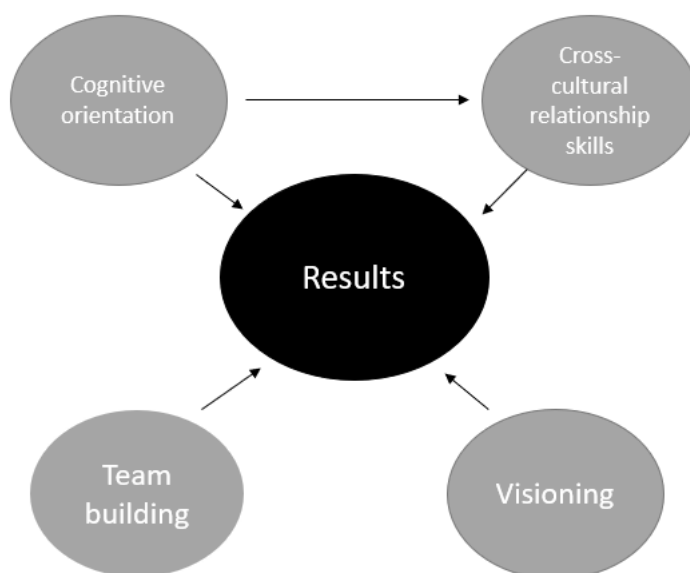 Cognitive
orientation
Cross-
cultural
relationship
skills
Results
Team
building
Visioning